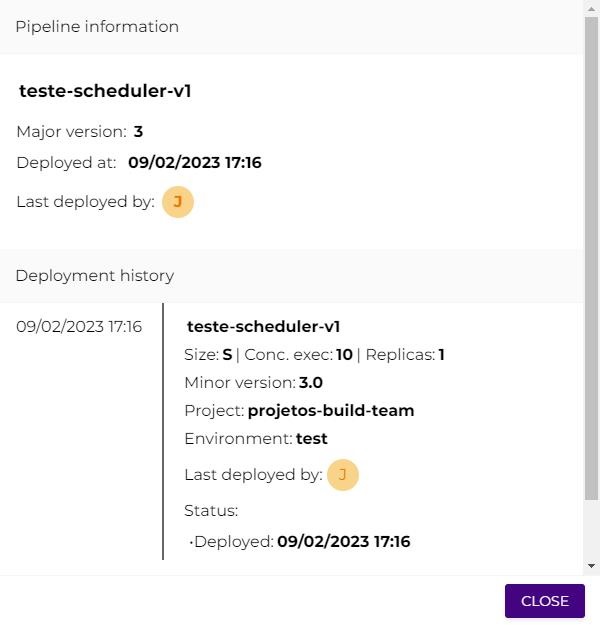 Pipeline information
teste-scheduler-v1
Major version: 3
Deployed at: 09/02/2023 17:16
Last deployed by: J
Deployment history
09/02/2023 17:16
teste-scheduler-v1
Size: S | Conc. exec: 10 | Replicas: 1
Minor version: 3.0
Project: projetos-build-team
Environment: test
Last deployed by: J
Status:
·Deployed: 09/02/2023 17:16
CLOSE